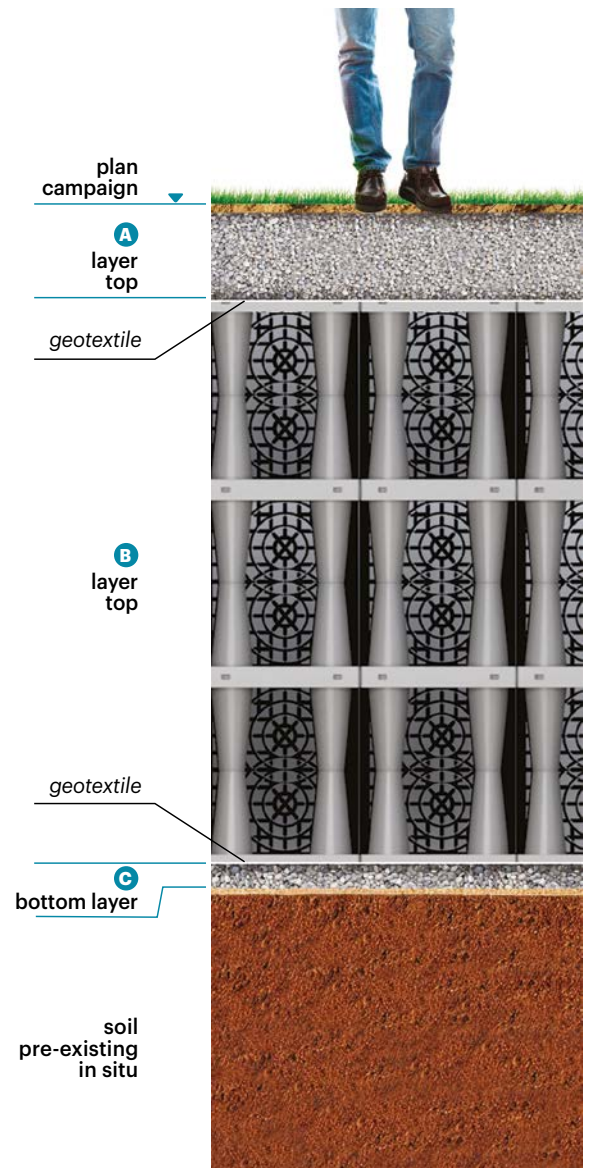 plan
campaign
A
layer
top
geotextile
B
layer
top
geotextile
C
bottom layer
soil
pre-existing
in situ